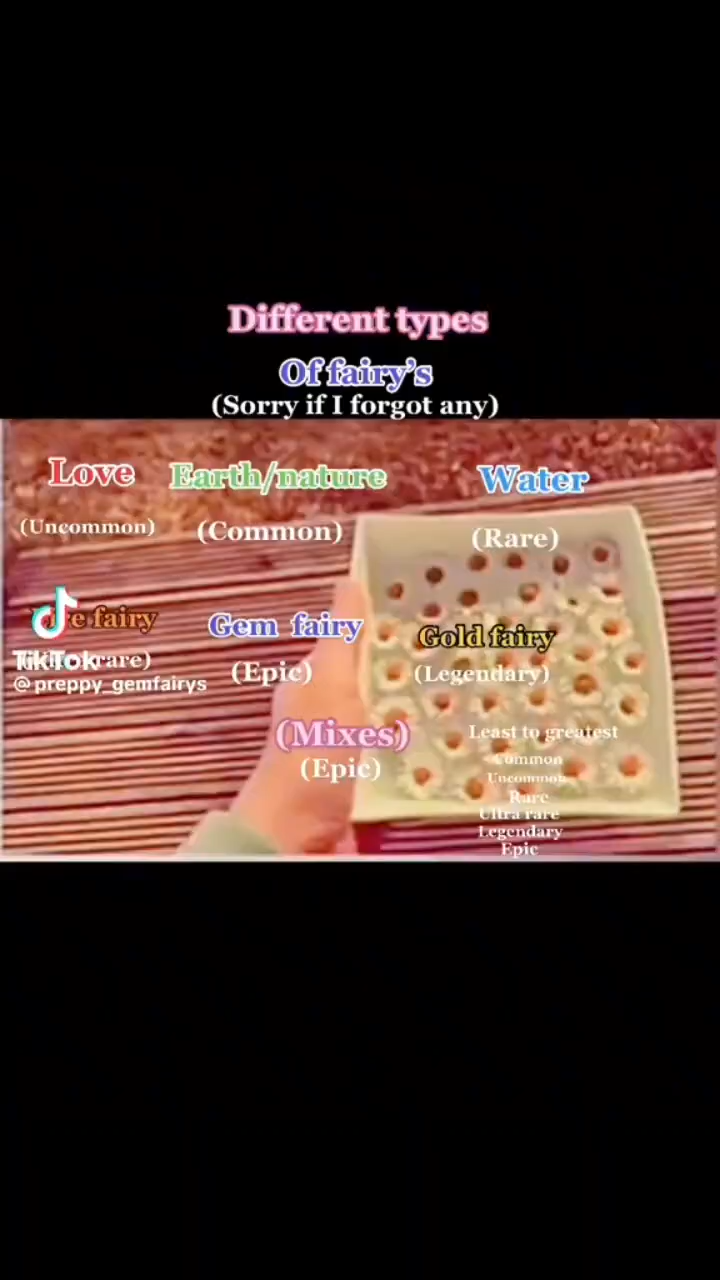 Different types
Of fairy's
(Sorry if I forgot any)
Love Earth/nature Water
(Uncommon) (Common) (Rare)
fairy Gem fairy Gold fairy
rare) (Epic) (Legendary)
TikTok
@preppy_gemfairys
(Mixes)
(Epic)
Least to greatest
Common
Uncommon
Rare
Ultra rare
Legendary
Epic